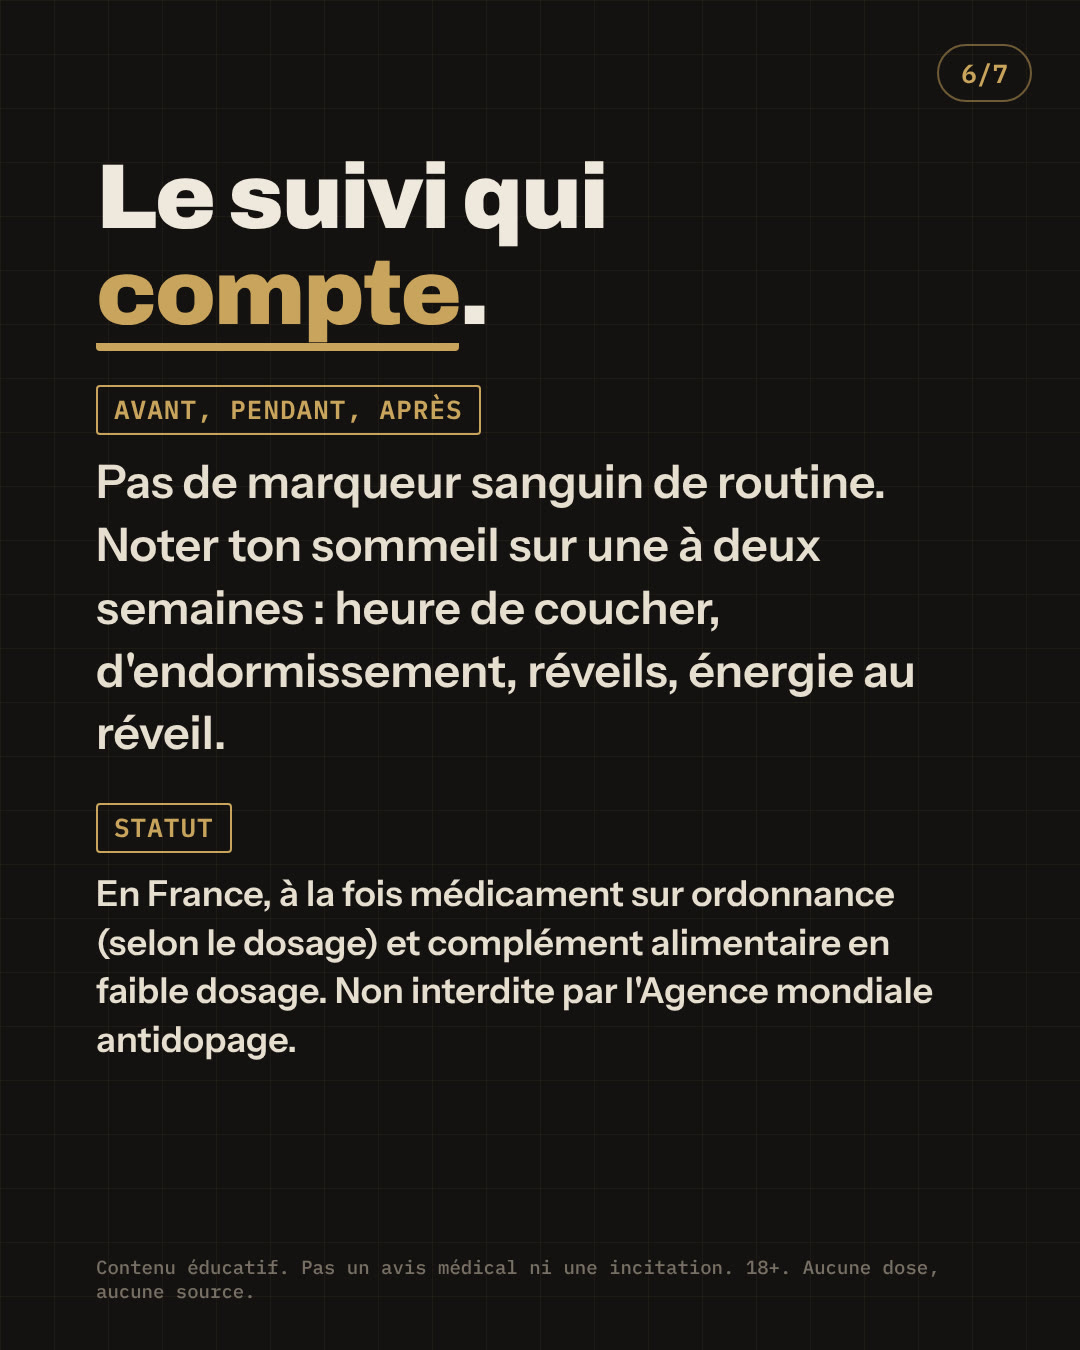 6/7
Le suivi qui
compte.
AVANT, PENDANT, APRÈS
Pas de marqueur sanguin de routine.
Noter ton sommeil sur une à deux
semaines : heure de coucher,
d'endormissement, réveils, énergie au
réveil.
STATUT
En France, à la fois médicament sur ordonnance
(selon le dosage) et complément alimentaire en
faible dosage. Non interdite par l'Agence mondiale
antidopage.
Contenu éducatif. Pas un avis médical ni une incitation. 18+. Aucune dose,
aucune source.